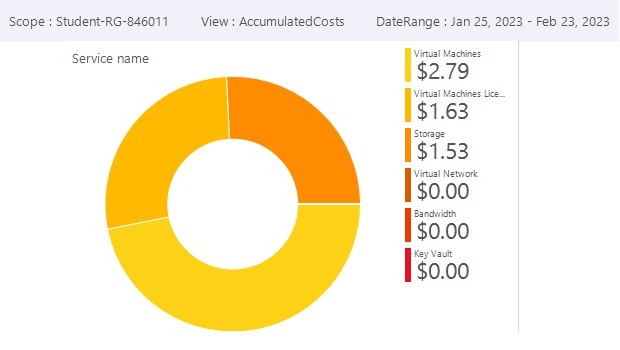 Scope : Student-RG-846011 View : AccumulatedCosts DateRange : Jan 25, 2023 - Feb 23, 2023
Service name
Virtual Machines
$2.79
Virtual Machines Lice...
$1.63
Storage
$1.53
Virtual Network
$0.00
Bandwidth
$0.00
Key Vault
$0.00